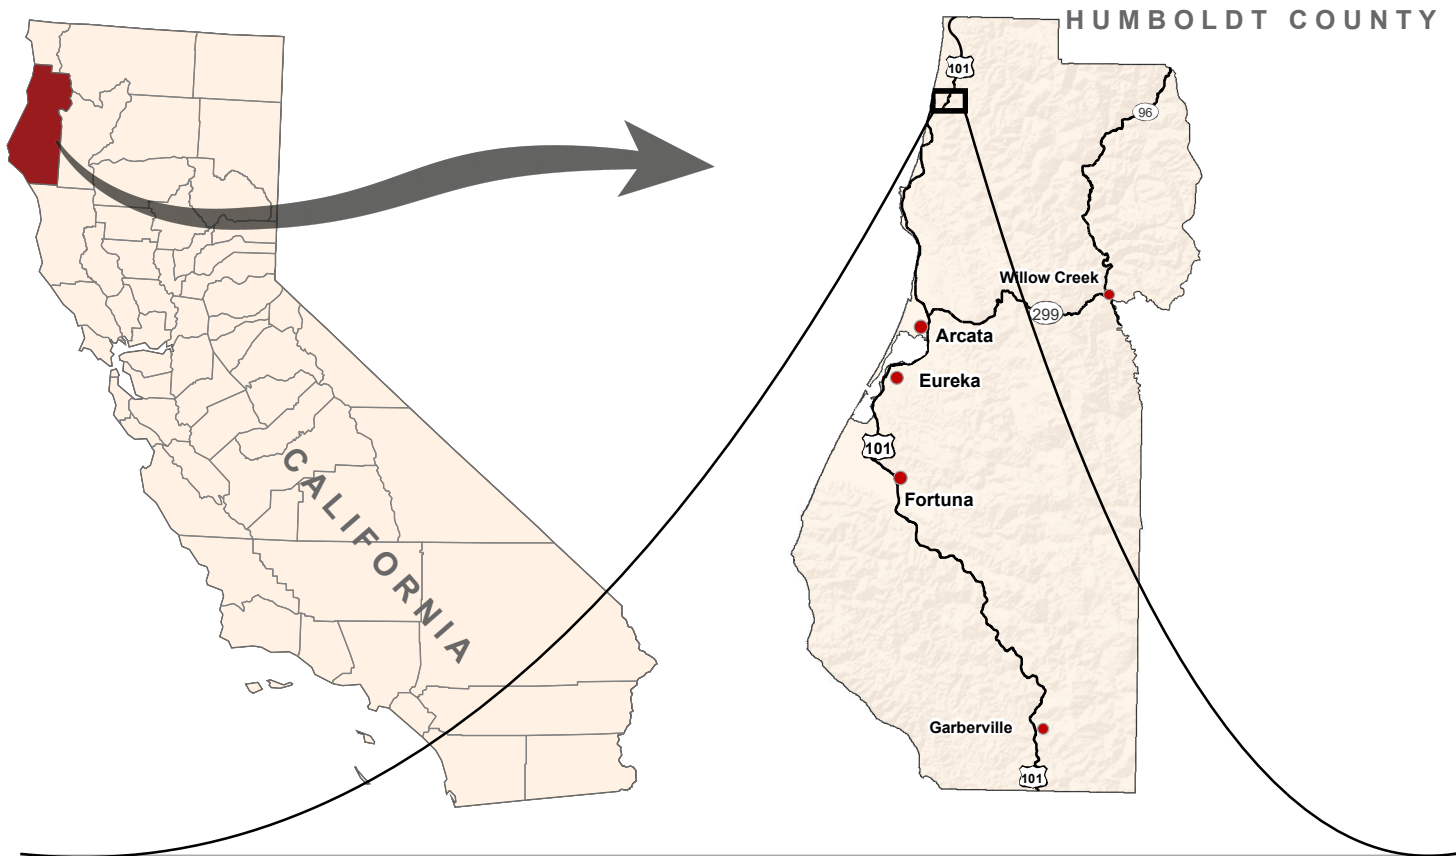 HUMBOLDT COUNTY
101
96
Willow Creek
299
Arcata
Eureka
101
CALIFORNIA
Fortuna
Garberville
101